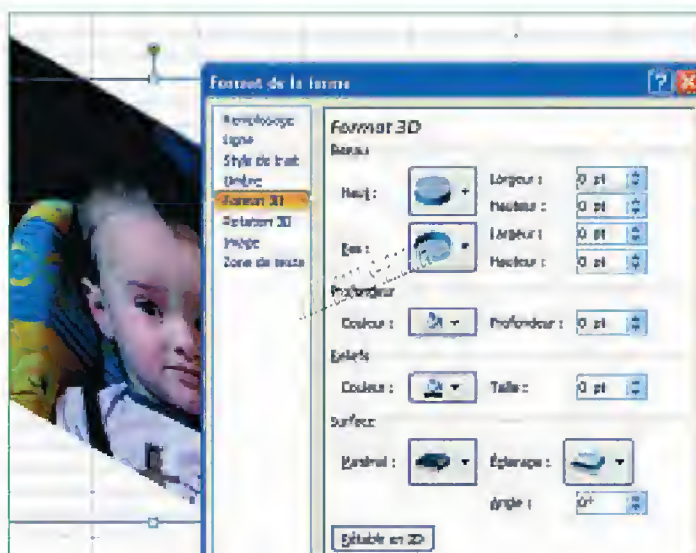 Format de la forme
Remplissage
Ligne
Style de trait
Ombre
Format 3D
Rotation 3D
Image
Zone de texte
Format 3D
Biseau
Haut : Largeur : 0 pt
Hauteur : 0 pt
Bas : Largeur : 0 pt
Hauteur : 0 pt
Profondeur
Couleur : Profondeur : 0 pt
Reliefs
Couleur : Taille : 0 pt
Surface
Matériel : Éclairage :
Angle : 0°
Rétablir en 2D